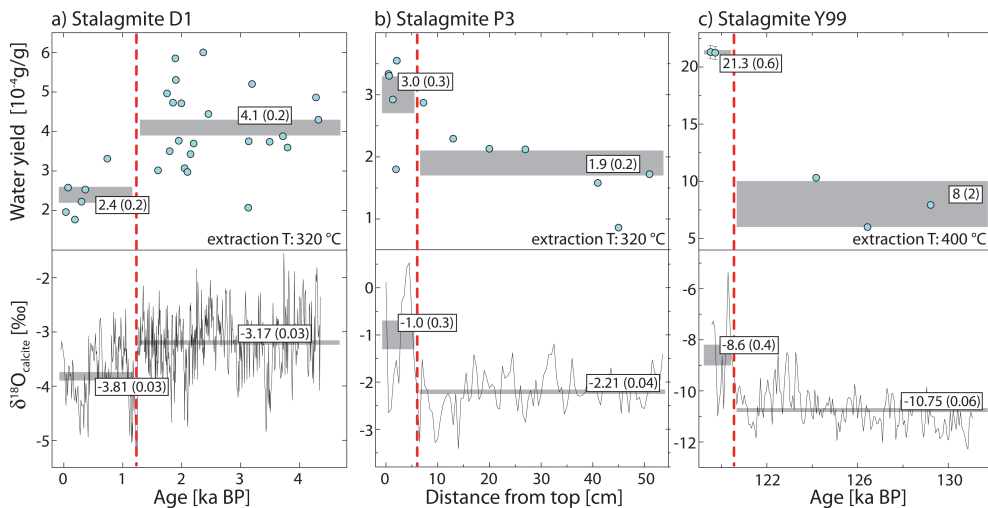 a) Stalagmite D1
b) Stalagmite P3
c) Stalagmite Y99
Water yield [10⁻⁴g/g]
6
5
4
3
2
4.1 (0.2)
2.4 (0.2)
extraction T: 320 °C
3
2
1
3.0 (0.3)
1.9 (0.2)
extraction T: 320 °C
20
15
10
5
21.3 (0.6)
8 (2)
extraction T: 400 °C
δ¹⁸Ocalcite [‰]
-2
-3
-4
-5
-3.17 (0.03)
-3.81 (0.03)
0
-1
-2
-3
-1.0 (0.3)
-2.21 (0.04)
-6
-8
-10
-12
-8.6 (0.4)
-10.75 (0.06)
0 1 2 3 4
Age [ka BP]
0 10 20 30 40 50
Distance from top [cm]
122 126 130
Age [ka BP]